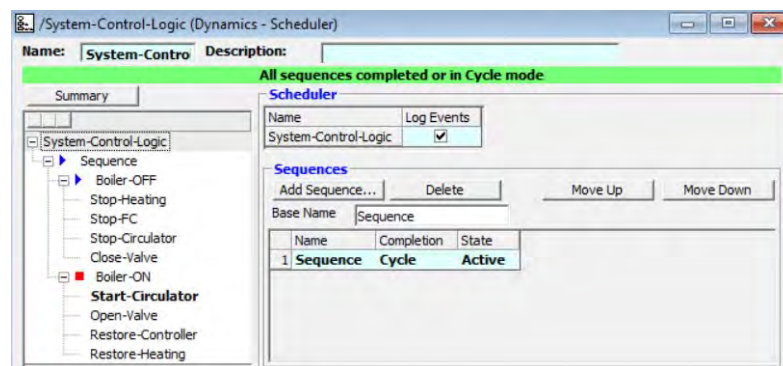 /System-Control-Logic (Dynamics - Scheduler)
Name: System-Contro Description:
All sequences completed or in Cycle mode
Summary
System-Control-Logic
Sequence
Boiler-OFF
Stop-Heating
Stop-FC
Stop-Circulator
Close-Valve
Boiler-ON
Start-Circulator
Open-Valve
Restore-Controller
Restore-Heating
Scheduler
Name Log Events
System-Control-Logic
Sequences
Add Sequence... Delete Move Up Move Down
Base Name Sequence
Name Completion State
1 Sequence Cycle Active